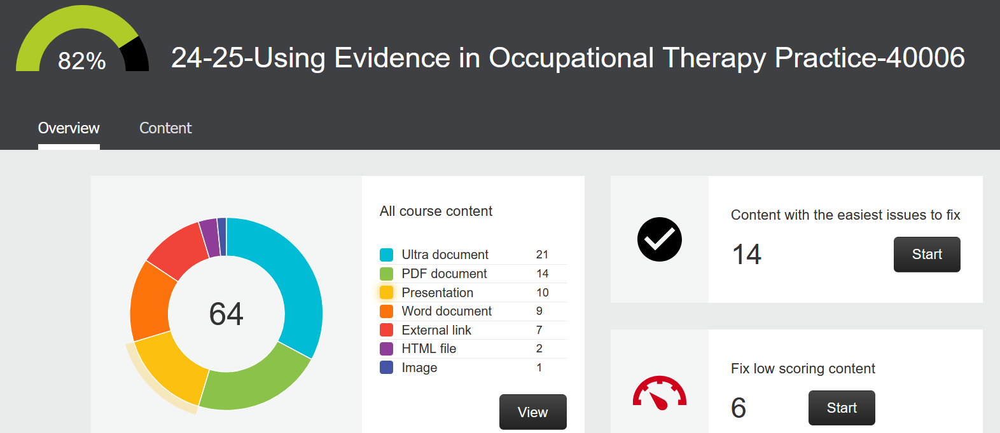 82%
24-25-Using Evidence in Occupational Therapy Practice-40006
Overview
Content
64
All course content
Ultra document 21
PDF document 14
Presentation 10
Word document 9
External link 7
HTML file 2
Image 1
View
Content with the easiest issues to fix
14
Start
Fix low scoring content
6
Start